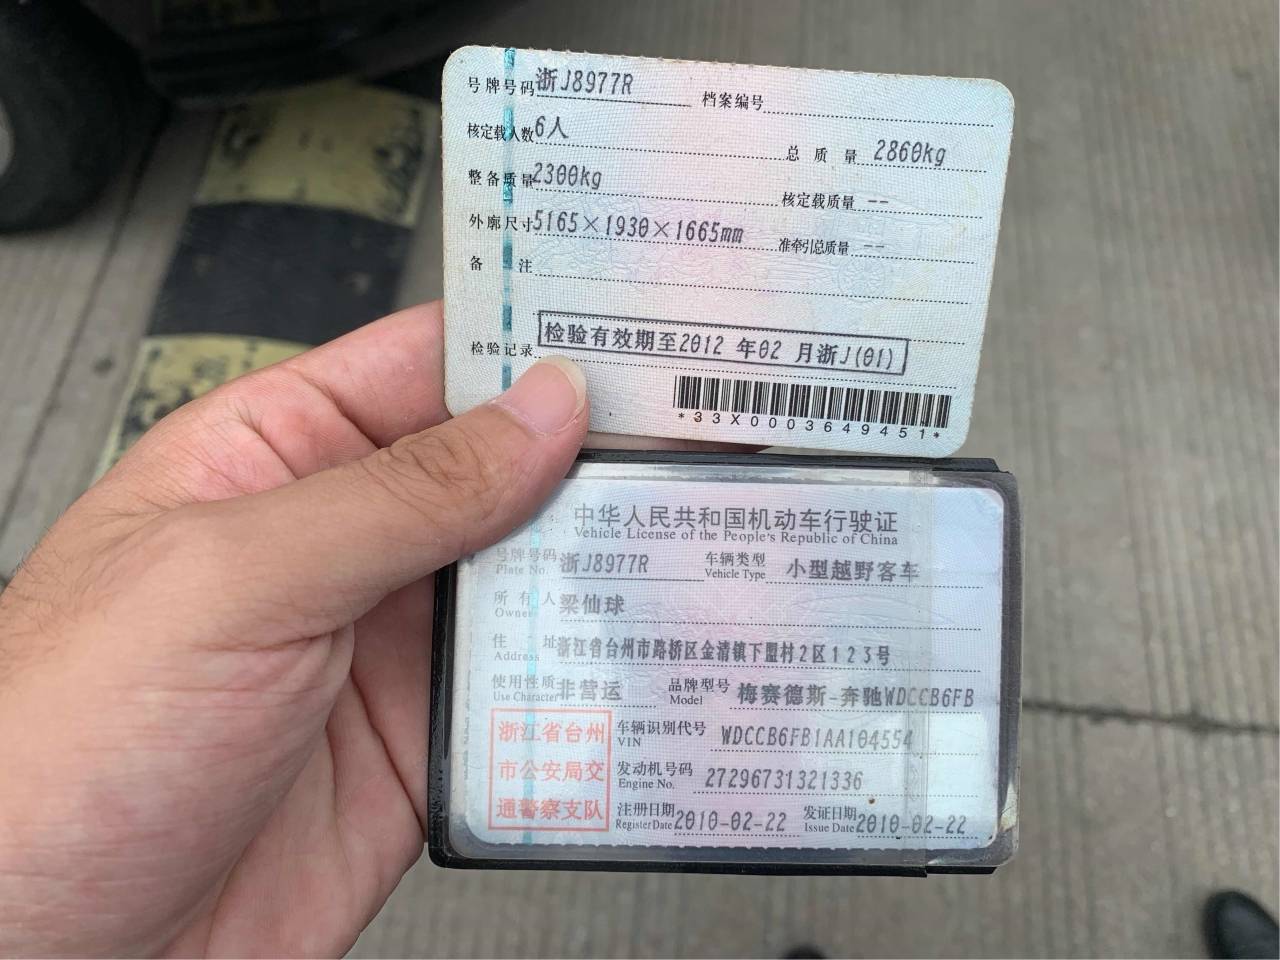 号牌号码 浙J8977R 档案编号
核定载人数 6人 总 质 量 2860kg
整备质量 2300kg 核定载质量 --
外廓尺寸 5165×1930×1665mm 准牵引总质量 --
备 注
检验记录 检验有效期至2012 年02 月浙J(01)
*33X0003649451*
中华人民共和国机动车行驶证
Vehicle License of the People's Republic of China
号牌号码 浙J8977R 车辆类型 小型越野客车
Plate No. Vehicle Type
所 有 人 梁仙球
Owner
住 址 浙江省台州市路桥区金清镇下盟村2区123号
Address
使用性质 非营运 品牌型号 梅赛德斯-奔驰WDCCB6FB
Use Character Model
浙江省台州
市公安局交
通警察支队
车辆识别代号 WDCCB6FB1AA104554
VIN
发动机号码 27296731321336
Engine No.
注册日期 2010-02-22 发证日期 2010-02-22
Register Date Issue Date